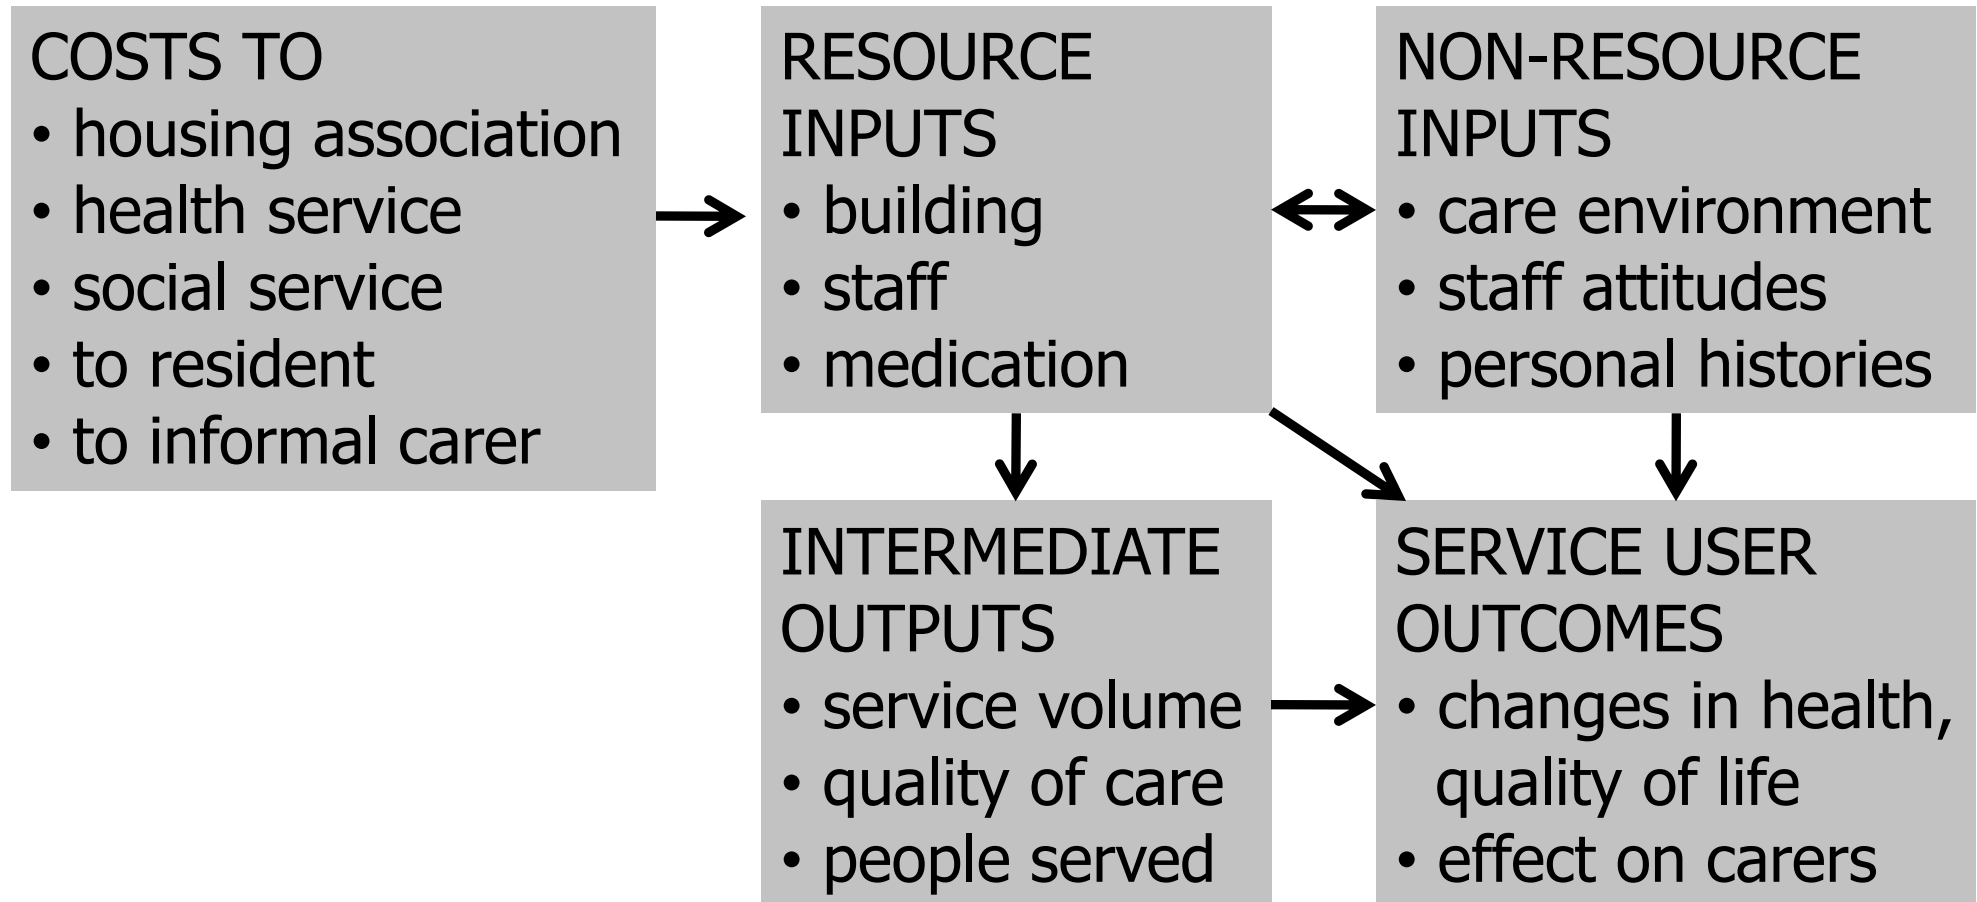 COSTS TO
• housing association
• health service
• social service
• to resident
• to informal carer
RESOURCE
INPUTS
• building
• staff
• medication
NON-RESOURCE
INPUTS
• care environment
• staff attitudes
• personal histories
INTERMEDIATE
OUTPUTS
• service volume
• quality of care
• people served
SERVICE USER
OUTCOMES
• changes in health,
quality of life
• effect on carers